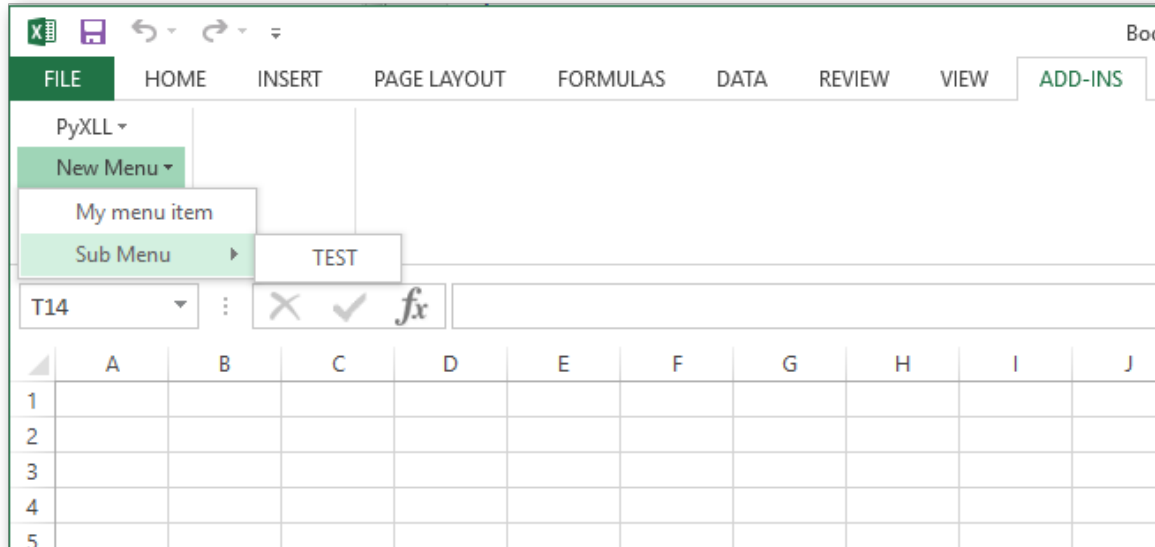 Boo
FILE HOME INSERT PAGE LAYOUT FORMULAS DATA REVIEW VIEW ADD-INS
PyXLL
New Menu
My menu item
Sub Menu TEST
T14 fx
A B C D E F G H I J
1
2
3
4
5